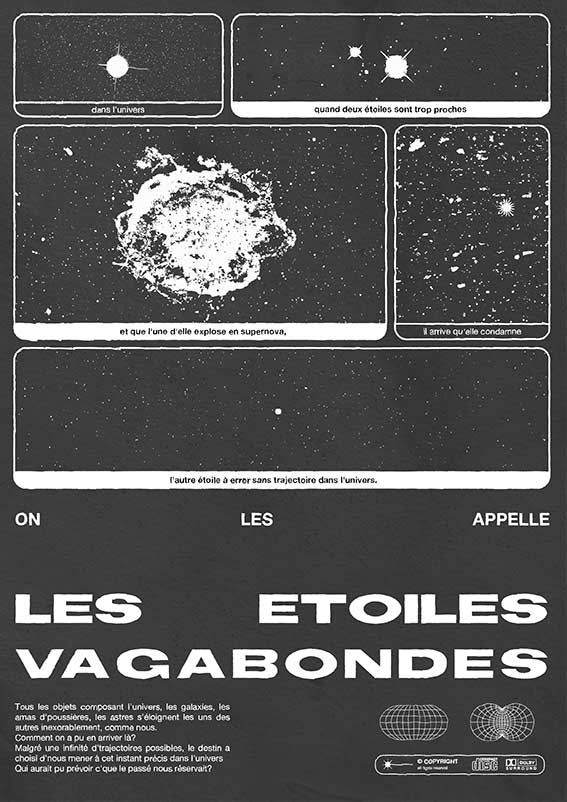 dans l'univers
quand deux étoiles sont trop proches
et que l'une d'elle explose en supernova,
il arrive qu'elle condamne
l'autre étoile à error sans trajectoire dans l'univers.
ON LES APPELLE
LES ETOILES
VAGABONDES
Tous les objets composant l'univers, les galaxies, les
amas d'poussières, les astres s'éloignent les uns des
autres inexorablement, comme nous.
Comment on a pu en arriver là?
Malgré une infinité d'trajectoires possibles, le destin a
choisi d'nous mener à cet instant précis dans l'univers
Qui aurait pu prévoir c'que le passé nous réservait?
© COPYRIGHT
all rights reserved
disc
DOLBY
SURROUND